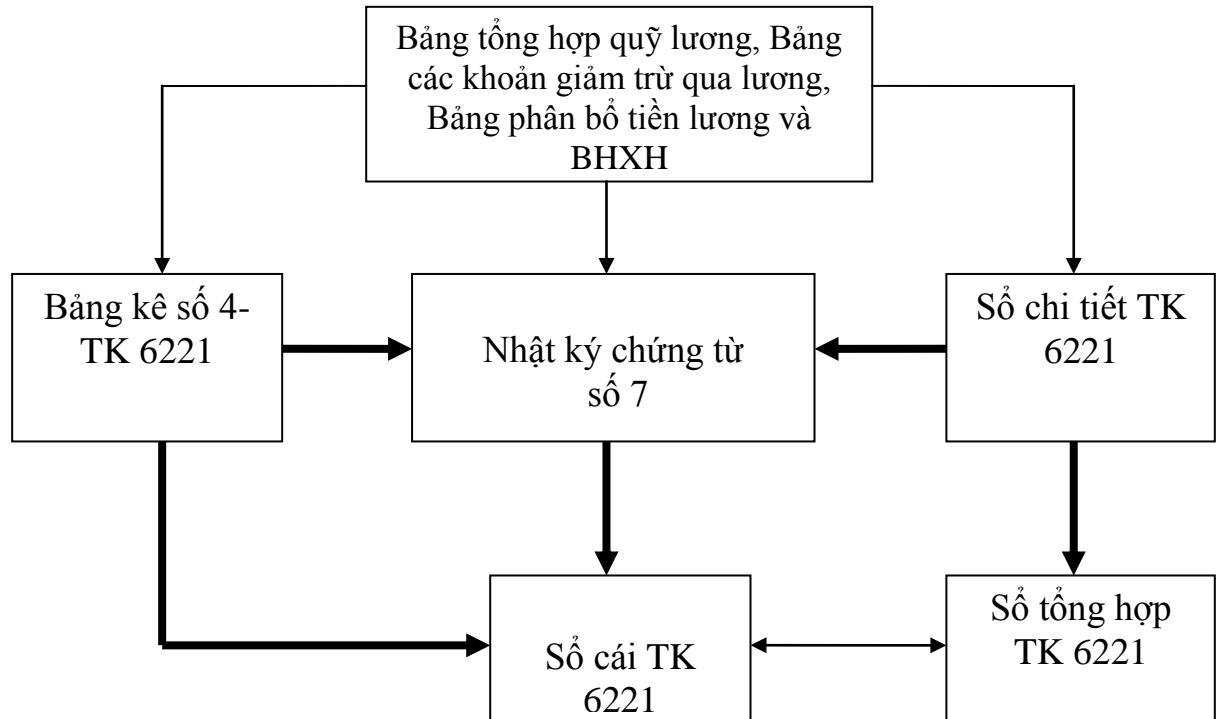 Bảng tổng hợp quỹ lương, Bảng
các khoản giảm trừ qua lương,
Bảng phân bổ tiền lương và
BHXH
Bảng kê số 4-
TK 6221
Nhật ký chứng từ
số 7
Sổ chi tiết TK
6221
Sổ cái TK
6221
Sổ tổng hợp
TK 6221